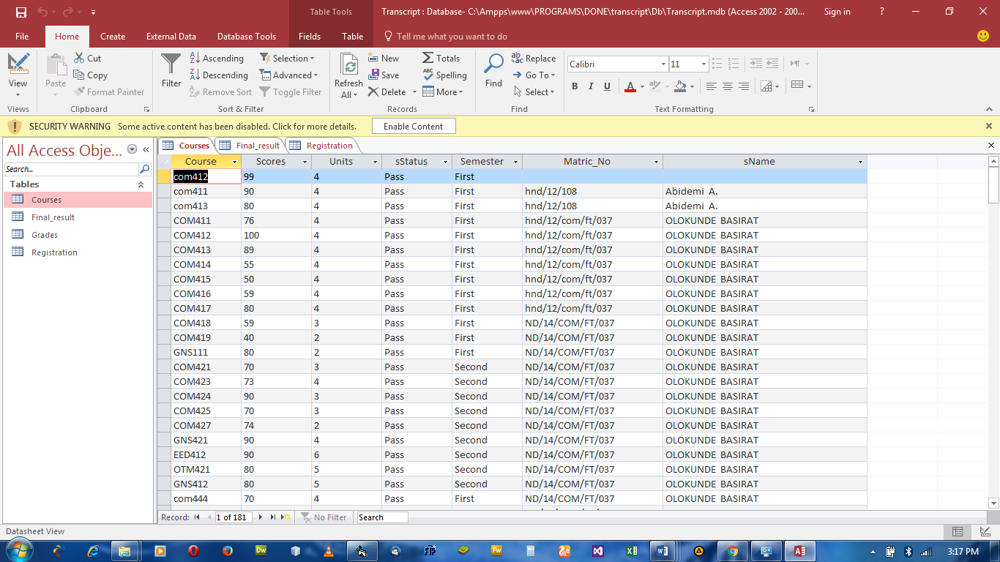 Table Tools Transcript : Database- C:\Ampps\www\PROGRAMS\DONE\transcript\Db\Transcript.mdb (Access 2002 - 200... Sign in ?
File Home Create External Data Database Tools Fields Table Tell me what you want to do
View Paste Cut Copy Format Painter
Filter Ascending Descending Remove Sort Selection Advanced Toggle Filter
Refresh All New Save Delete Totals Spelling More
Find Replace Go To Select
Calibri 11 B I U A
Views Clipboard Sort & Filter Records Find Text Formatting
SECURITY WARNING Some active content has been disabled. Click for more details. Enable Content
All Access Obje...
Search...
Tables
Courses
Final_result
Grades
Registration
Courses Final_result Registration
Course Scores Units sStatus Semester Matric_No sName
com412 99 4 Pass First
com411 90 4 Pass First hnd/12/108 Abidemi A.
com413 80 4 Pass First hnd/12/108 Abidemi A.
COM411 76 4 Pass First hnd/12/com/ft/037 OLOKUNDE BASIRAT
COM412 100 4 Pass First hnd/12/com/ft/037 OLOKUNDE BASIRAT
COM413 89 4 Pass First hnd/12/com/ft/037 OLOKUNDE BASIRAT
COM414 55 4 Pass First hnd/12/com/ft/037 OLOKUNDE BASIRAT
COM415 50 4 Pass First hnd/12/com/ft/037 OLOKUNDE BASIRAT
COM416 59 4 Pass First hnd/12/com/ft/037 OLOKUNDE BASIRAT
COM417 80 4 Pass First hnd/12/com/ft/037 OLOKUNDE BASIRAT
COM418 59 3 Pass First ND/14/COM/FT/037 OLOKUNDE BASIRAT
COM419 40 2 Pass First ND/14/COM/FT/037 OLOKUNDE BASIRAT
GNS111 80 2 Pass First ND/14/COM/FT/037 OLOKUNDE BASIRAT
COM421 70 3 Pass Second ND/14/COM/FT/037 OLOKUNDE BASIRAT
COM423 73 4 Pass Second ND/14/COM/FT/037 OLOKUNDE BASIRAT
COM424 90 3 Pass Second ND/14/COM/FT/037 OLOKUNDE BASIRAT
COM425 70 3 Pass Second ND/14/COM/FT/037 OLOKUNDE BASIRAT
COM427 74 2 Pass Second ND/14/COM/FT/037 OLOKUNDE BASIRAT
GNS421 90 4 Pass Second ND/14/COM/FT/037 OLOKUNDE BASIRAT
EED412 90 6 Pass Second ND/14/COM/FT/037 OLOKUNDE BASIRAT
OTM421 80 5 Pass Second ND/14/COM/FT/037 OLOKUNDE BASIRAT
GNS412 80 5 Pass Second ND/14/COM/FT/037 OLOKUNDE BASIRAT
com444 70 4 Pass First ND/14/COM/FT/037 OLOKUNDE BASIRAT
Record: 1 of 181 No Filter Search
Datasheet View
Dw FTP Fw 3:17 PM